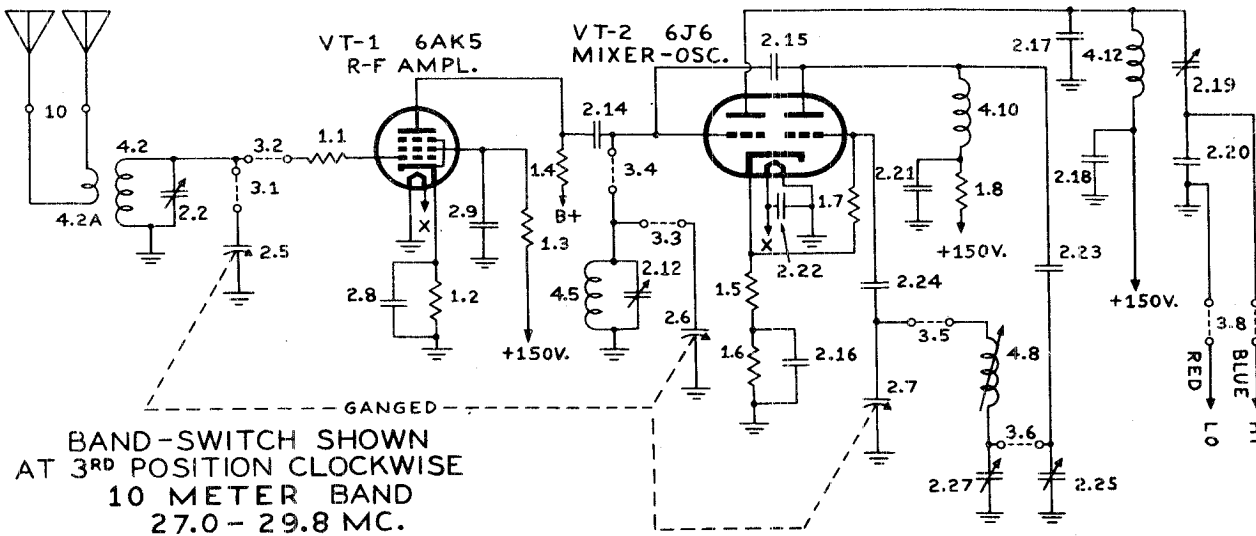 VT-1 6AK5
R-F AMPL.
VT-2 6J6
MIXER-OSC.
10
4.2
4.2A
2.2
3.2
3.1
2.5
1.1
X
2.9
1.3
2.8
1.2
+150V.
2.14
1.4
B+
3.4
3.3
2.12
4.5
2.6
2.15
1.7
X
2.22
1.5
1.6
2.16
2.24
2.7
3.5
4.8
3.6
2.27
2.25
4.10
2.21
1.8
+150V.
2.23
2.17
4.12
2.18
+150V.
2.19
2.20
3.8
RED
BLUE
LO
GANGED
BAND-SWITCH SHOWN
AT 3RD POSITION CLOCKWISE
10 METER BAND
27.0-29.8 MC.